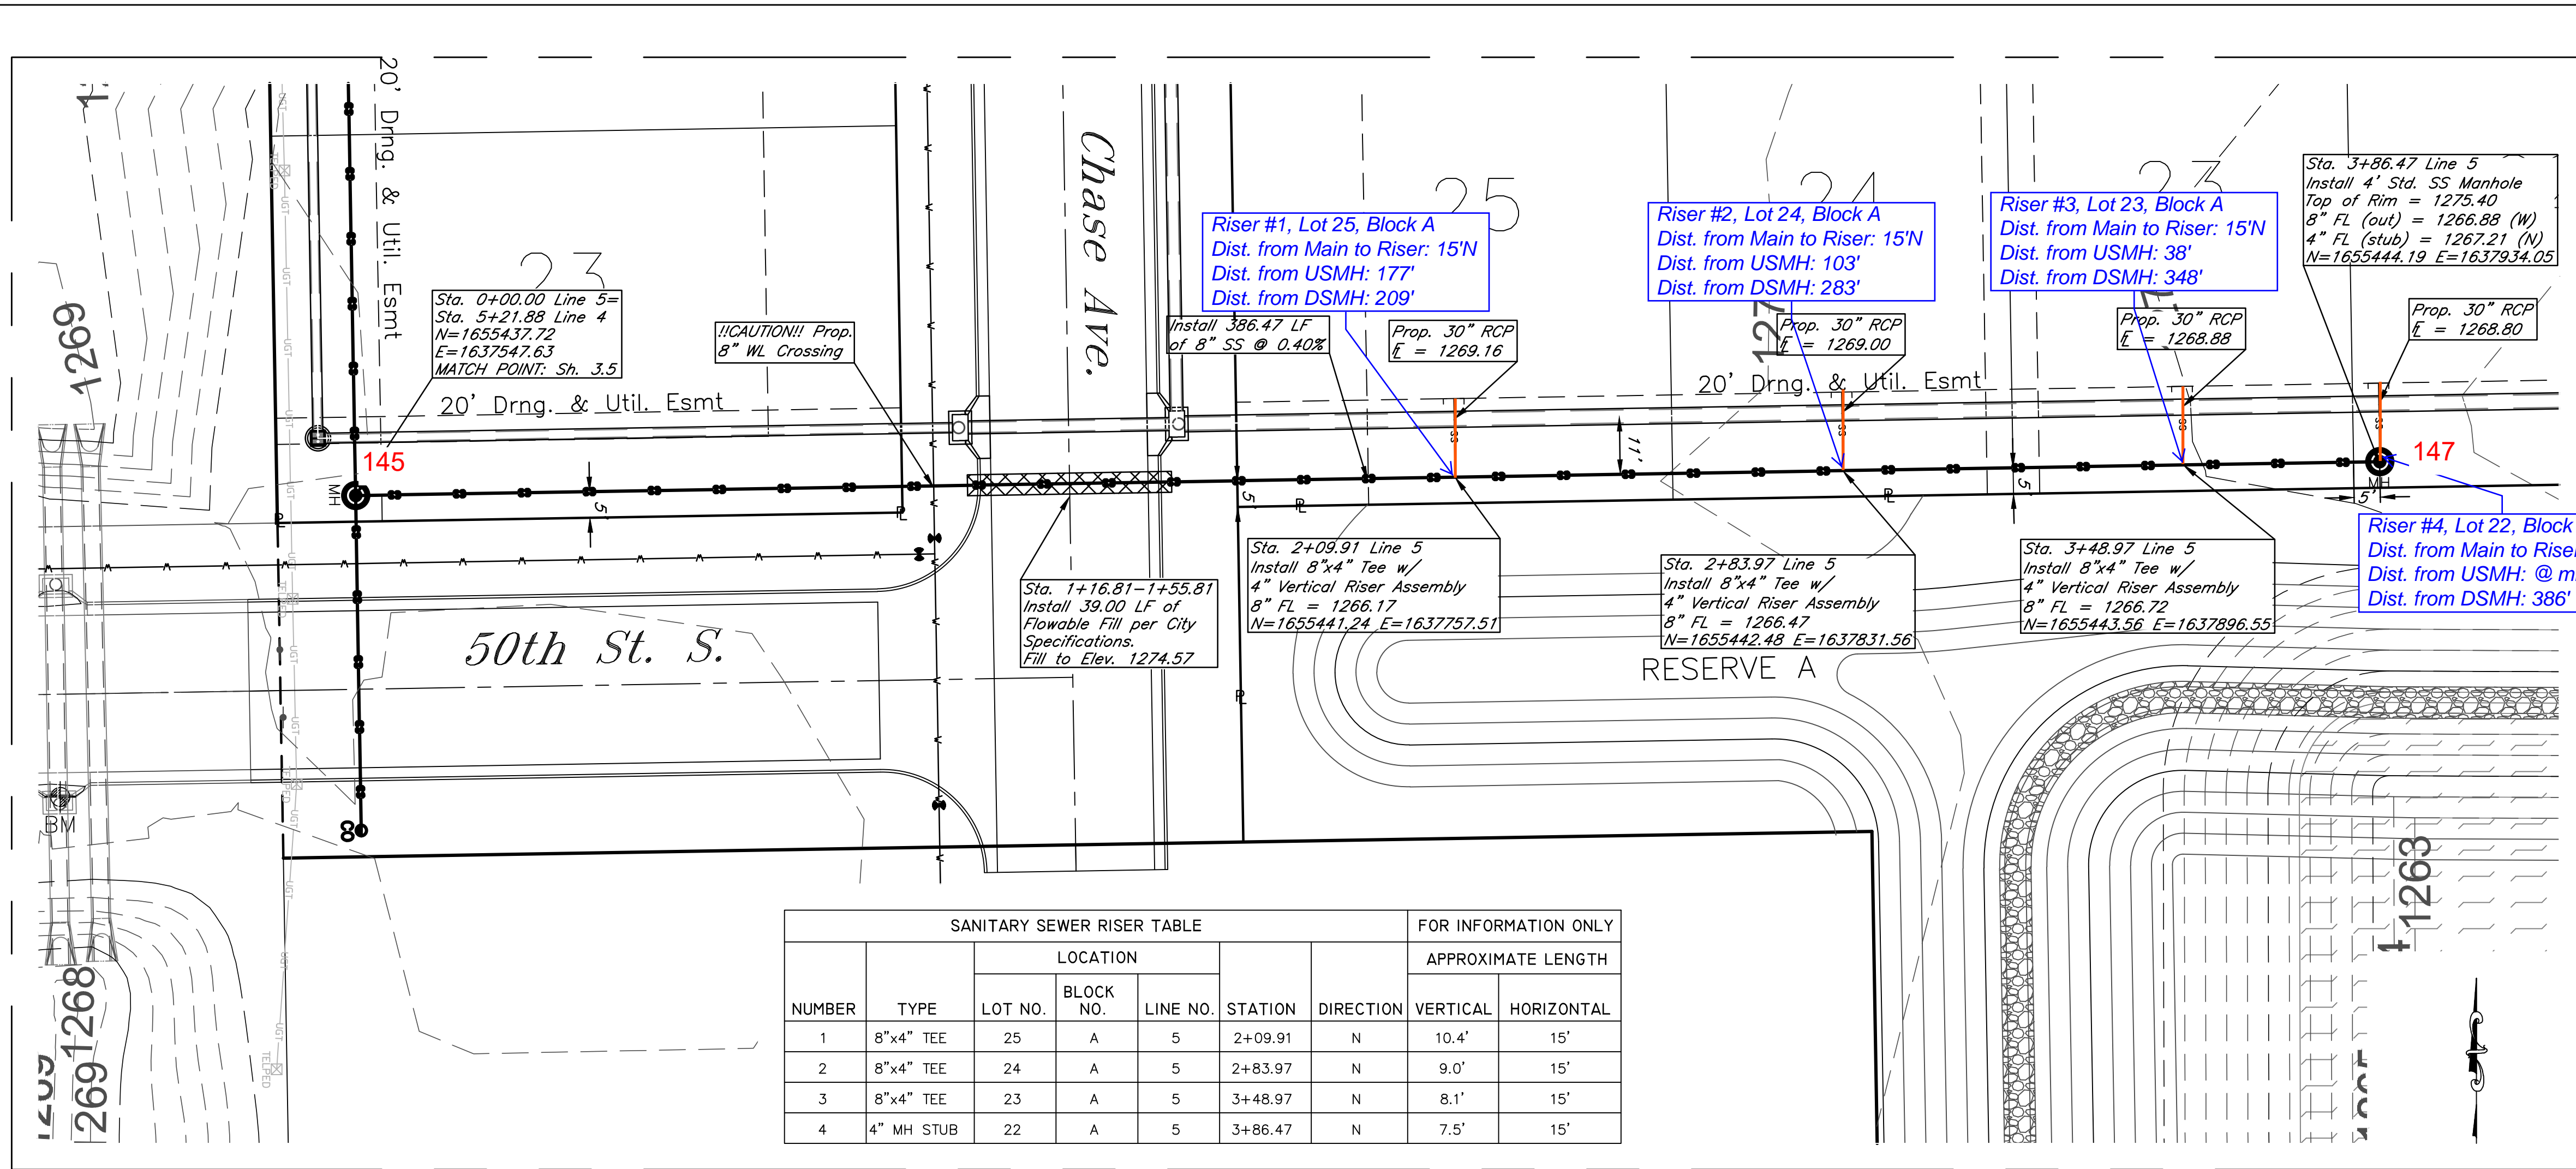 20' Drng. & Util. Esmt
Chase Ave.
23
25
24
23
Sta. 0+00.00 Line 5=
Sta. 5+21.88 Line 4
N=1655437.72
E=1637547.63
MATCH POINT: Sh. 3.5
!!CAUTION!! Prop.
8" WL Crossing
Install 386.47 LF
of 8" SS @ 0.40%
Riser #1, Lot 25, Block A
Dist. from Main to Riser: 15'N
Dist. from USMH: 177'
Dist. from DSMH: 209'
Prop. 30" RCP
= 1269.16
Riser #2, Lot 24, Block A
Dist. from Main to Riser: 15'N
Dist. from USMH: 103'
Dist. from DSMH: 283'
Prop. 30" RCP
= 1269.00
Riser #3, Lot 23, Block A
Dist. from Main to Riser: 15'N
Dist. from USMH: 38'
Dist. from DSMH: 348'
Prop. 30" RCP
= 1268.88
Sta. 3+86.47 Line 5
Install 4' Std. SS Manhole
Top of Rim = 1275.40
8" FL (out) = 1266.88 (W)
4" FL (stub) = 1267.21 (N)
N=1655444.19 E=1637934.05
Prop. 30" RCP
= 1268.80
1269
20' Drng. & Util. Esmt
20' Drng. & Util. Esmt
145
147
MH
MH
11'
5'
5'
5'
5'
Sta. 1+16.81-1+55.81
Install 39.00 LF of
Flowable Fill per City
Specifications.
Fill to Elev. 1274.57
Sta. 2+09.91 Line 5
Install 8"x4" Tee w/
4" Vertical Riser Assembly
8" FL = 1266.17
N=1655441.24 E=1637757.51
Sta. 2+83.97 Line 5
Install 8"x4" Tee w/
4" Vertical Riser Assembly
8" FL = 1266.47
N=1655442.48 E=1637831.56
Sta. 3+48.97 Line 5
Install 8"x4" Tee w/
4" Vertical Riser Assembly
8" FL = 1266.72
N=1655443.56 E=1637896.55
Riser #4, Lot 22, Block
Dist. from Main to Riser
Dist. from USMH: @ m
Dist. from DSMH: 386'
50th St. S.
RESERVE A
BM
CO
1263
1268
1269
TELPED
UGT
SANITARY SEWER RISER TABLE FOR INFORMATION ONLY
LOCATION APPROXIMATE LENGTH
NUMBER TYPE LOT NO. BLOCK NO. LINE NO. STATION DIRECTION VERTICAL HORIZONTAL
1 8"x4" TEE 25 A 5 2+09.91 N 10.4' 15'
2 8"x4" TEE 24 A 5 2+83.97 N 9.0' 15'
3 8"x4" TEE 23 A 5 3+48.97 N 8.1' 15'
4 4" MH STUB 22 A 5 3+86.47 N 7.5' 15'